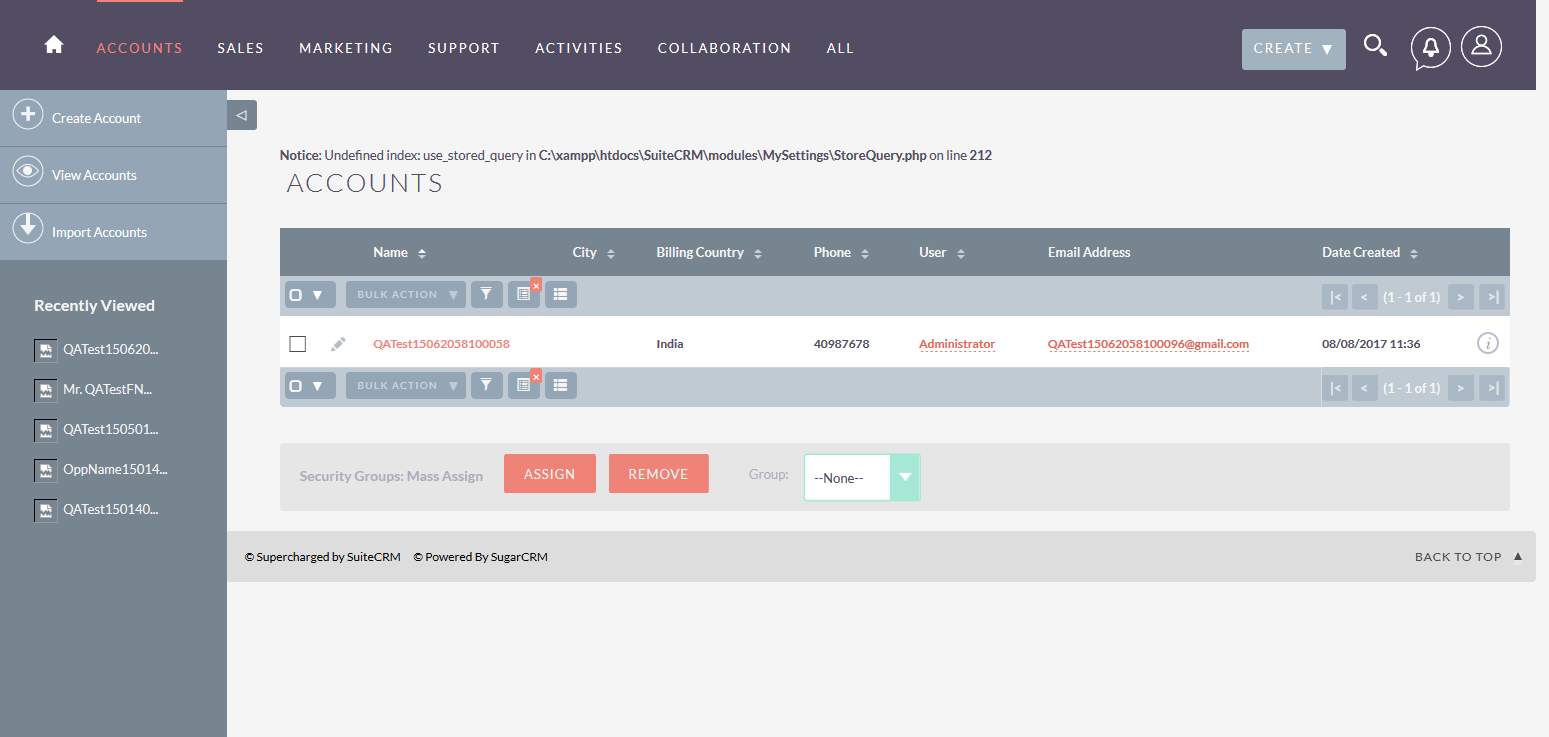 ACCOUNTS SALES MARKETING SUPPORT ACTIVITIES COLLABORATION ALL CREATE
Create Account
View Accounts
Import Accounts
Recently Viewed
QATest150620...
Mr. QATestFN...
QATest150501...
OppName15014...
QATest150140...
Notice: Undefined index: use_stored_query in C:\xampp\htdocs\SuiteCRM\modules\MySettings\StoreQuery.php on line 212
ACCOUNTS
Name City Billing Country Phone User Email Address Date Created
BULK ACTION (1 - 1 of 1)
QATest15062058100058 India 40987678 Administrator QATest15062058100096@gmail.com 08/08/2017 11:36
BULK ACTION (1 - 1 of 1)
Security Groups: Mass Assign ASSIGN REMOVE Group: --None--
© Supercharged by SuiteCRM © Powered By SugarCRM BACK TO TOP